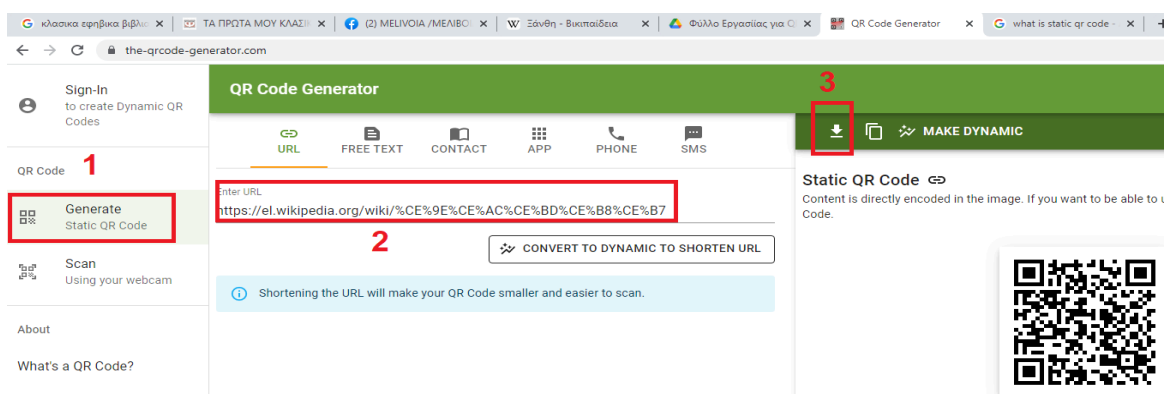 κλασικα εφηβικα βιβλιο
ΤΑ ΠΡΩΤΑ ΜΟΥ ΚΛΑΣΙΚ
(2) MELIVOIA /ΜΕΛΙΒΟΙ
Ξάνθη - Βικιπαίδεια
Φύλλο Εργασίας για Q
QR Code Generator
what is static qr code -
the-qrcode-generator.com
Sign-In
to create Dynamic QR
Codes
QR Code
1
Generate
Static QR Code
Scan
Using your webcam
About
What's a QR Code?
QR Code Generator
URL
FREE TEXT
CONTACT
APP
PHONE
SMS
Enter URL
https://el.wikipedia.org/wiki/%CE%9E%CE%AC%CE%BD%CE%B8%CE%B7
2
CONVERT TO DYNAMIC TO SHORTEN URL
Shortening the URL will make your QR Code smaller and easier to scan.
3
MAKE DYNAMIC
Static QR Code
Content is directly encoded in the image. If you want to be able to u
Code.